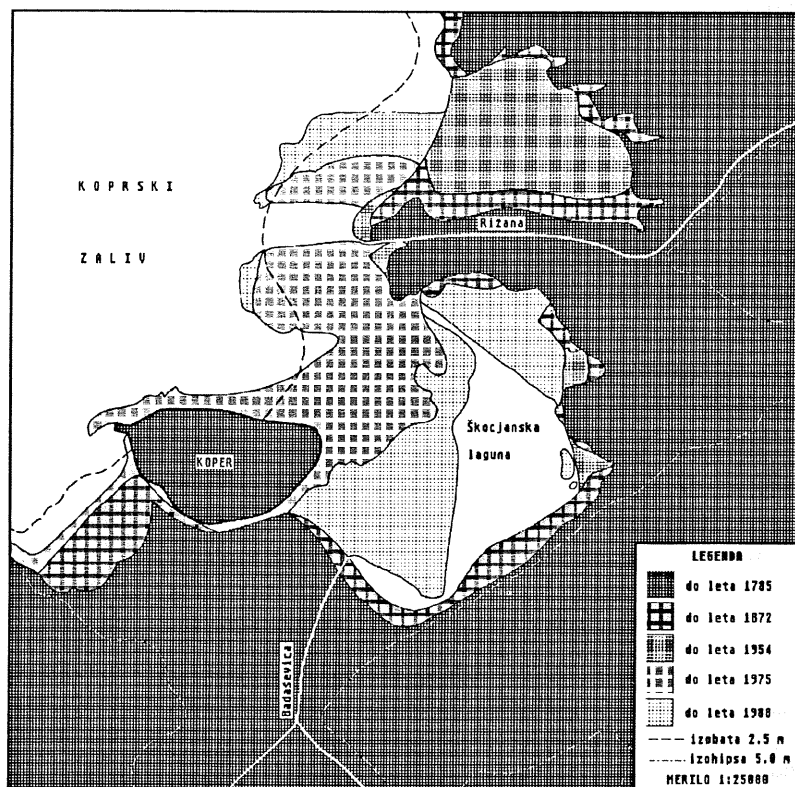 KOPRSKI
ZALIV
Rižana
Škocjanska
laguna
KOPER
Badaševica
LEGENDA
do leta 1785
do leta 1872
do leta 1954
do leta 1975
do leta 1988
izobata 2.5 m
izohipsa 5.0 m
MERILO 1:25000